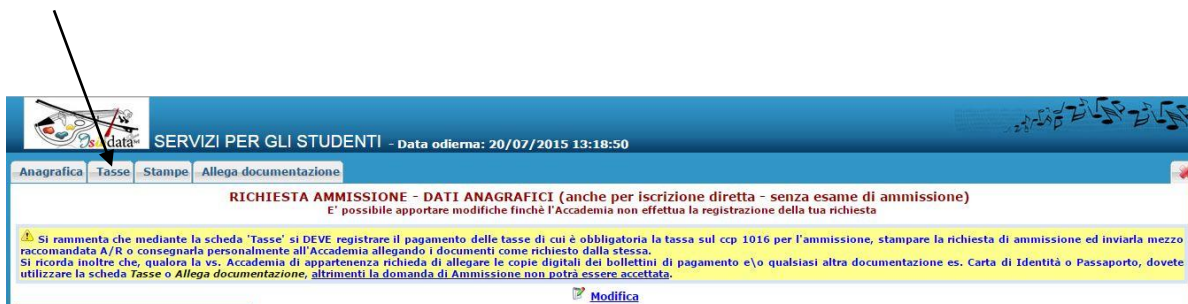 Isidata
SERVIZI PER GLI STUDENTI - Data odierna: 20/07/2015 13:18:50
Anagrafica Tasse Stampe Allega documentazione
RICHIESTA AMMISSIONE - DATI ANAGRAFICI (anche per iscrizione diretta - senza esame di ammissione)
E' possibile apportare modifiche finchè l'Accademia non effettua la registrazione della tua richiesta
Si rammenta che mediante la scheda 'Tasse' si DEVE registrare il pagamento delle tasse di cui è obbligatoria la tassa sul ccp 1016 per l'ammissione, stampare la richiesta di ammissione ed inviarla mezzo
raccomandata A/R o consegnarla personalmente all'Accademia allegando i documenti come richiesto dalla stessa.
Si ricorda inoltre che, qualora la vs. Accademia di appartenenza richieda di allegare le copie digitali dei bollettini di pagamento e\o qualsiasi altra documentazione es. Carta di Identità o Passaporto, dovete
utilizzare la scheda Tasse o Allega documentazione, altrimenti la domanda di Ammissione non potrà essere accettata.
Modifica